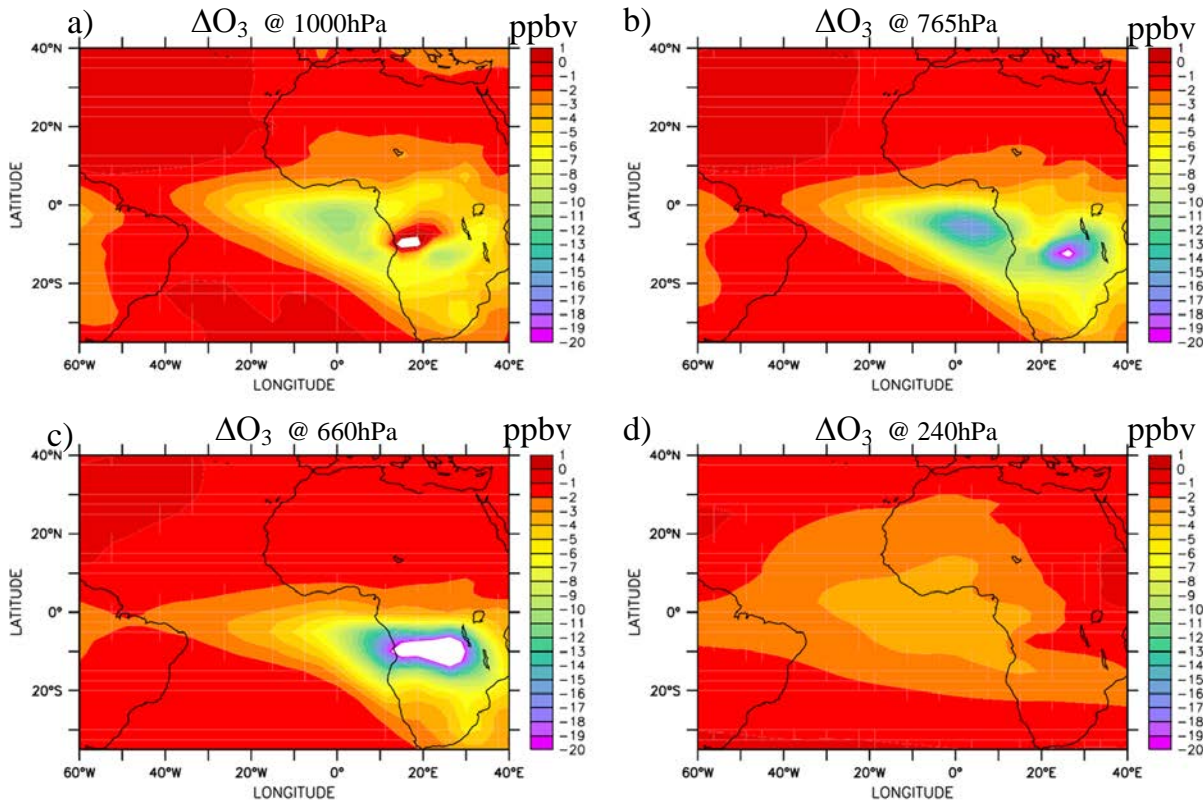 a)
ΔO₃ @ 1000hPa
ppbv
40°N
20°N
0°
20°S
LATITUDE
60°W
40°W
20°W
0°
20°E
40°E
LONGITUDE
1
0
−1
−2
−3
−4
−5
−6
−7
−9
−10
−11
−12
−13
−14
−15
−16
−17
−18
−19
−20
b)
ΔO₃ @ 765hPa
ppbv
40°N
20°N
0°
20°S
LATITUDE
60°W
40°W
20°W
0°
20°E
40°E
LONGITUDE
1
0
−1
−2
−3
−4
−5
−6
−7
−9
−10
−11
−12
−13
−14
−15
−16
−17
−18
−19
−20
c)
ΔO₃ @ 660hPa
ppbv
40°N
20°N
0°
20°S
LATITUDE
60°W
40°W
20°W
0°
20°E
40°E
LONGITUDE
1
0
−1
−2
−3
−4
−5
−6
−8
−9
−10
−11
−12
−13
−14
−15
−16
−17
−18
−19
−20
d)
ΔO₃ @ 240hPa
ppbv
40°N
20°N
0°
20°S
LATITUDE
60°W
40°W
20°W
0°
20°E
40°E
LONGITUDE
1
0
−1
−2
−3
−4
−5
−6
−8
−9
−10
−11
−12
−13
−14
−15
−16
−17
−18
−19
−20